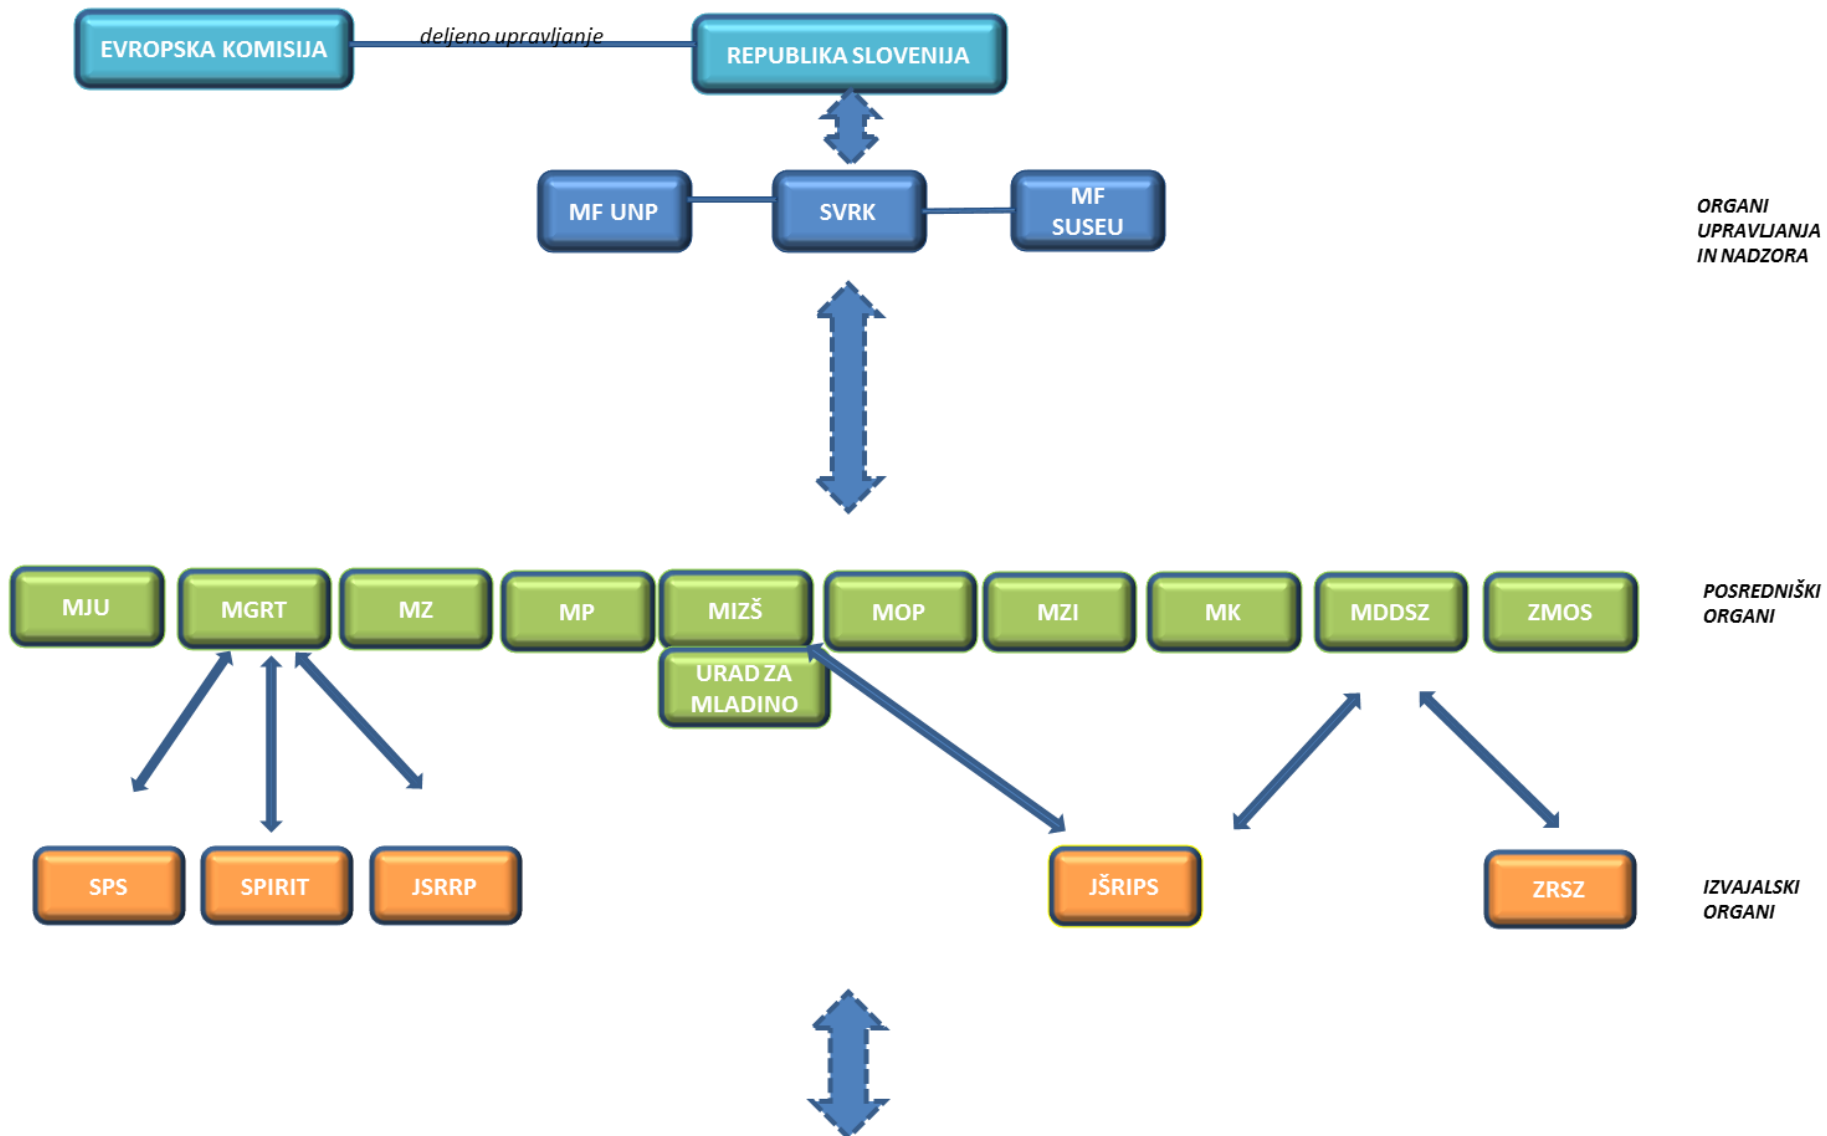 EVROPSKA KOMISIJA
deljeno upravljanje
REPUBLIKA SLOVENIJA
MF UNP
SVRK
MF
SUSEU
ORGANI
UPRAVLJANJA
IN NADZORA
MJU
MGRT
MZ
MP
MIZŠ
MOP
MZI
MK
MDDSZ
ZMOS
POSREDNIŠKI
ORGANI
URAD ZA
MLADINO
SPS
SPIRIT
JSRRP
JŠRIPS
ZRSZ
IZVAJALSKI
ORGANI